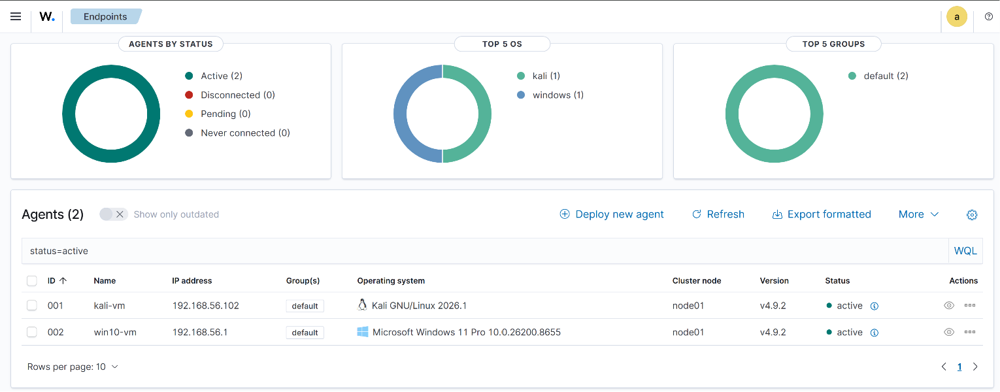 W. Endpoints a
AGENTS BY STATUS TOP 5 OS TOP 5 GROUPS
Active (2) kali (1) default (2)
Disconnected (0) windows (1)
Pending (0)
Never connected (0)
Agents (2) Show only outdated Deploy new agent Refresh Export formatted More
status=active WQL
ID Name IP address Group(s) Operating system Cluster node Version Status Actions
001 kali-vm 192.168.56.102 default Kali GNU/Linux 2026.1 node01 v4.9.2 active
002 win10-vm 192.168.56.1 default Microsoft Windows 11 Pro 10.0.26200.8655 node01 v4.9.2 active
Rows per page: 10 1